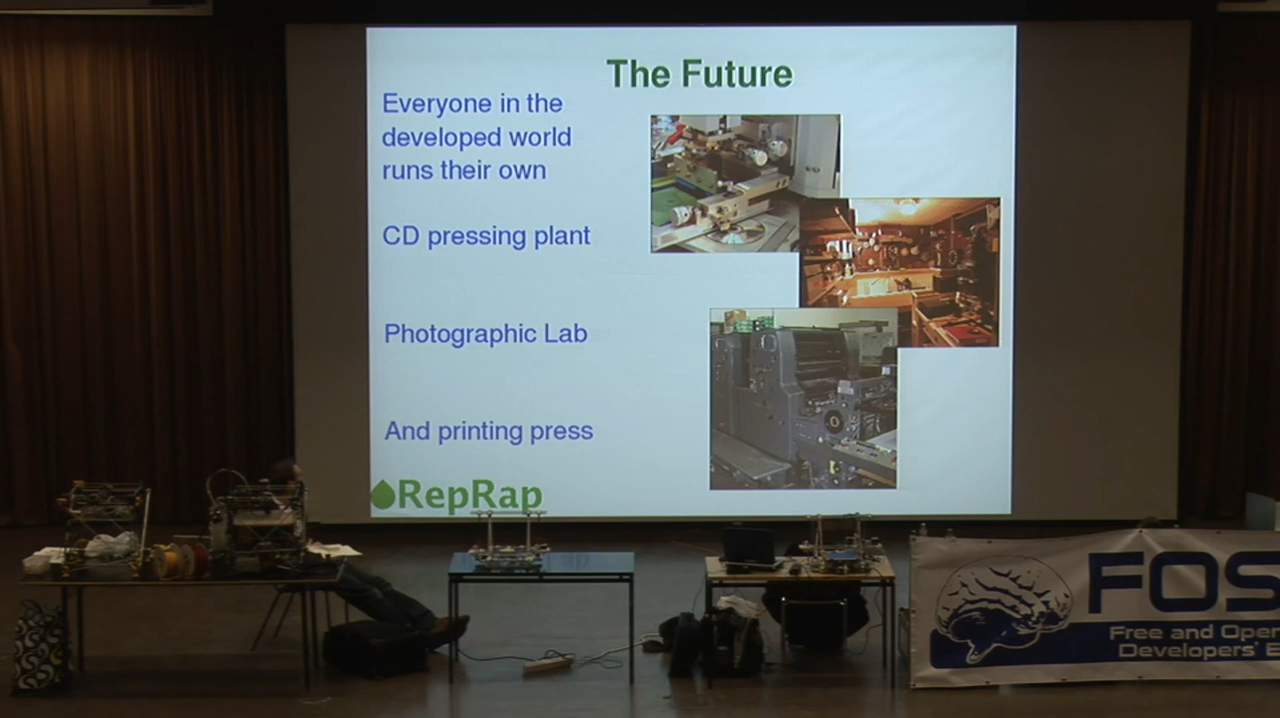 The Future
Everyone in the
developed world
runs their own
CD pressing plant
Photographic Lab
And printing press
RepRap
FOS
Free and Oper
Developers' E